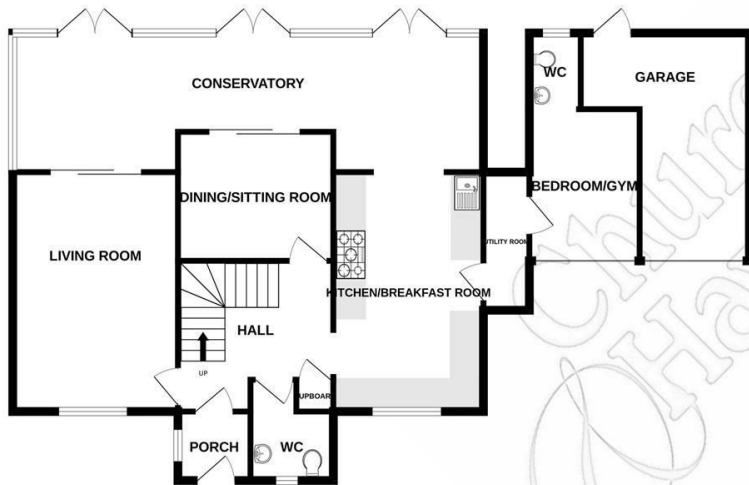 CONSERVATORY
WC
GARAGE
DINING/SITTING ROOM
BEDROOM/GYM
LIVING ROOM
UTILITY ROOM
KITCHEN/BREAKFAST ROOM
HALL
UP
UPBOAR
PORCH
WC